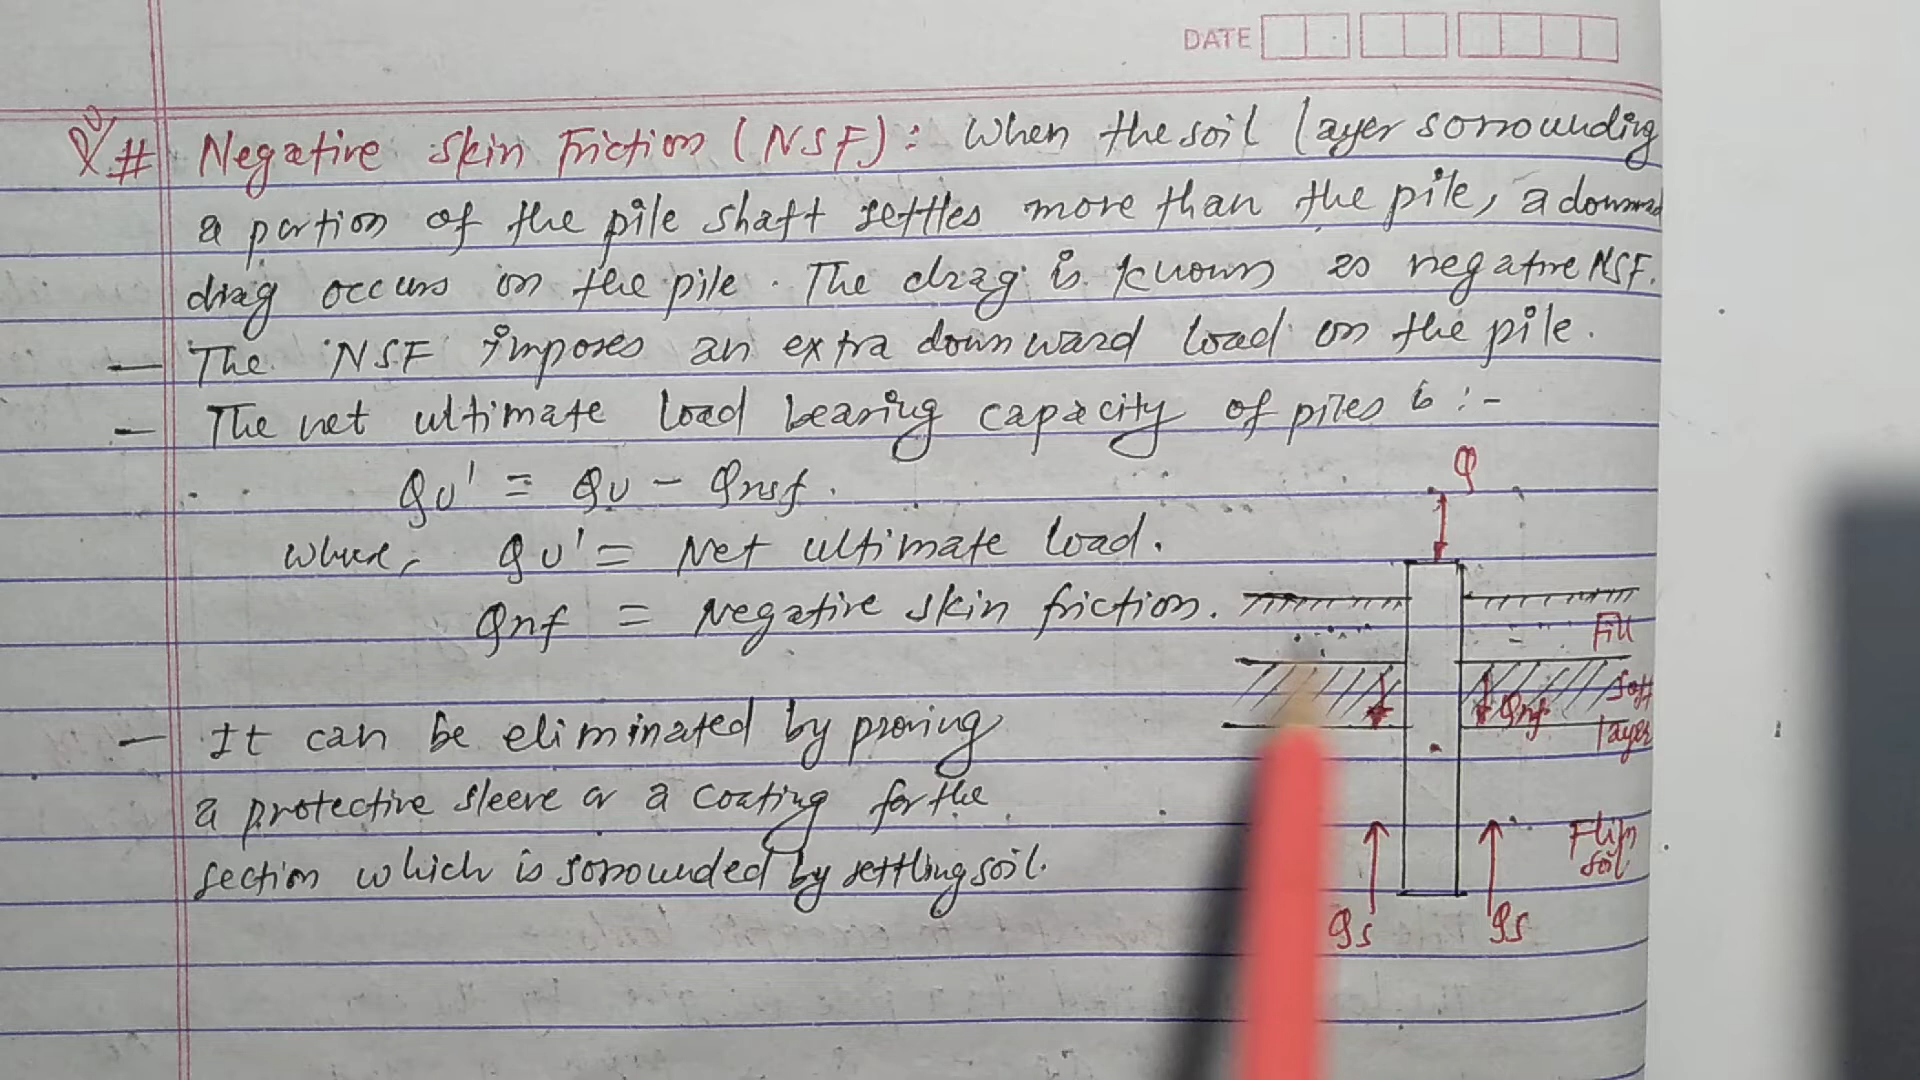 DATE
# Negative Skin Friction (NSF): When the soil layer sorrounding
a portion of the pile shaft settles more than the pile, a downward
drag occurs on the pile. The drag is known as negative NSF.
— The NSF imposes an extra downward load on the pile.
— The net ultimate load bearing capacity of piles is :-
Qu' = Qu - Qnsf.
where, Qu' = Net ultimate load.
Qnf = Negative skin friction.
— It can be eliminated by proving
a protective sleeve or a coating for the
section which is sorrounded by settling soil.
Q
Fill
Soft
layer
Qnf
soil
Qs Qs